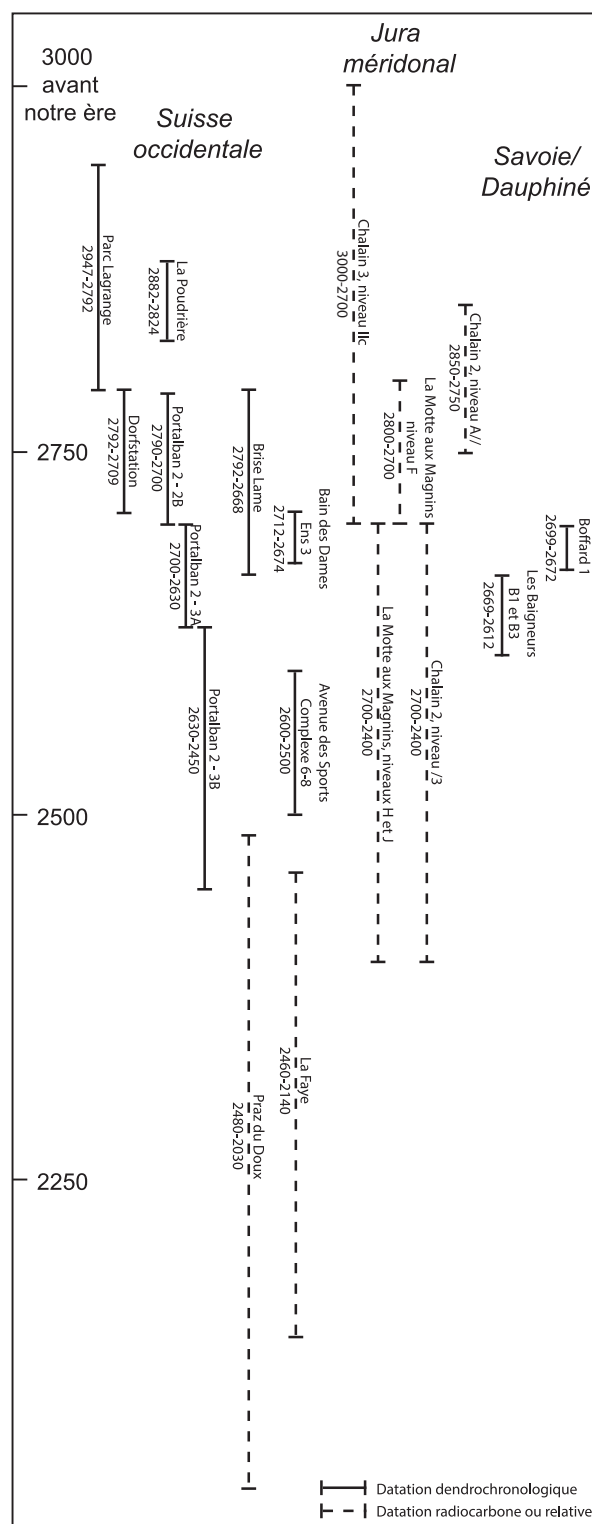 3000
avant
notre ère
Suisse
occidentale
Jura
méridonal
Savoie/
Dauphiné
Parc Lagrange
2947-2792
La Poudrière
2882-2824
Dorfstation
2792-2709
Portalban 2 - 2B
2790-2700
Portalban 2 - 3A
2700-2630
Portalban 2 - 3B
2630-2450
Brise Lame
2792-2668
Bain des Dames
Ens 3
2712-2674
Avenue des Sports
Complexe 6-8
2600-2500
Praz du Doux
2480-2030
La Faye
2460-2140
Chalain 3, niveau IIc
3000-2700
La Motte aux Magnins
niveau F
2800-2700
La Motte aux Magnins, niveaux H et J
2700-2400
Chalain 2, niveau /3
2700-2400
Chalain 2, niveau A//
2850-2750
Les Baigneurs
B1 et B3
2669-2612
Boffard 1
2699-2672
2750
2500
2250
Datation dendrochronologique
Datation radiocarbone ou relative